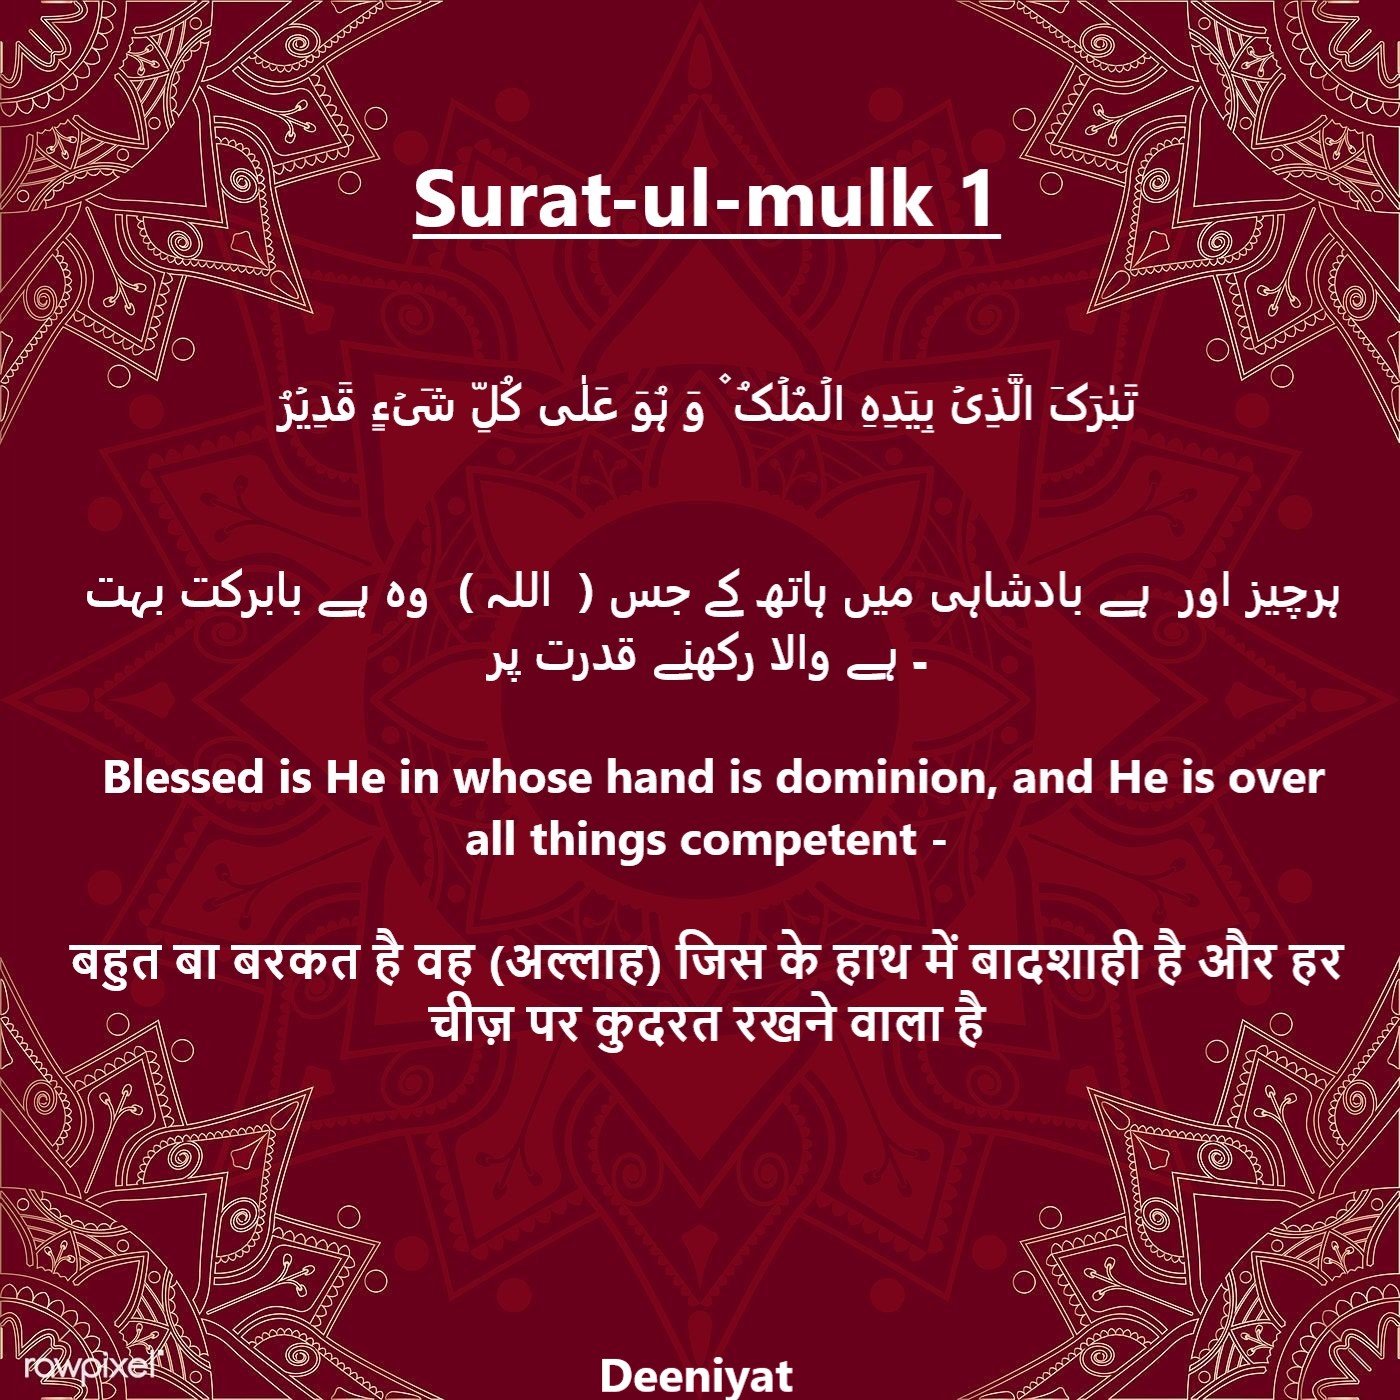 Surat-ul-mulk 1
تَبٰرَکَ الَّذِیۡ بِیَدِہِ الۡمُلۡکُ ۫ وَ ہُوَ عَلٰی کُلِّ شَیۡءٍ قَدِیۡرُ
ہرچیز اور ہے بادشاہی میں ہاتھ کے جس ( اللہ ) وہ ہے بابرکت بہت
۔ ہے والا رکھنے قدرت پر
Blessed is He in whose hand is dominion, and He is over
all things competent -
बहुत बा बरकत है वह (अल्लाह) जिस के हाथ में बादशाही है और हर
चीज़ पर कुदरत रखने वाला है
rawpixel
Deeniyat